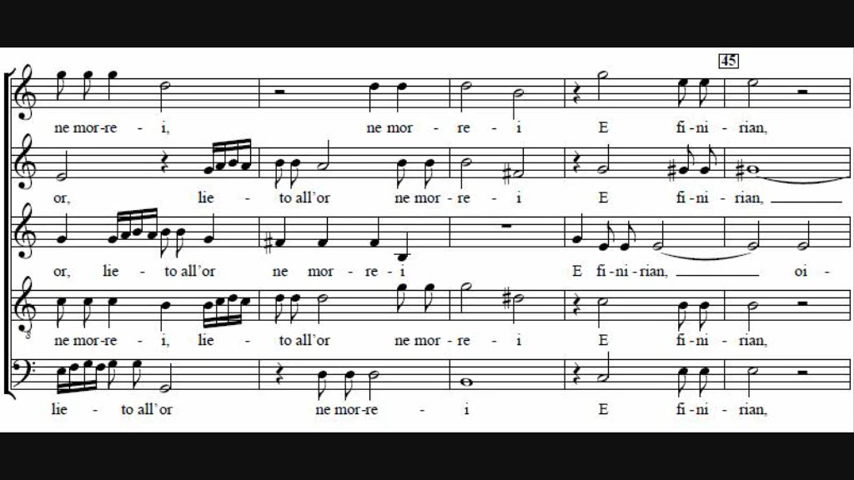 45
ne mor-re- i, ne mor - re - i E fi-ni- rian,
or, lie - to all'or ne mor - re - i E fi-ni- rian,
or, lie - to all'or ne mor - re - i E fi-ni-rian, oi-
8
ne mor-re- i, lie - to all'or ne mor - re - i E fi-ni- rian,
lie - to all'or ne mor-re - i E fi-ni- rian,